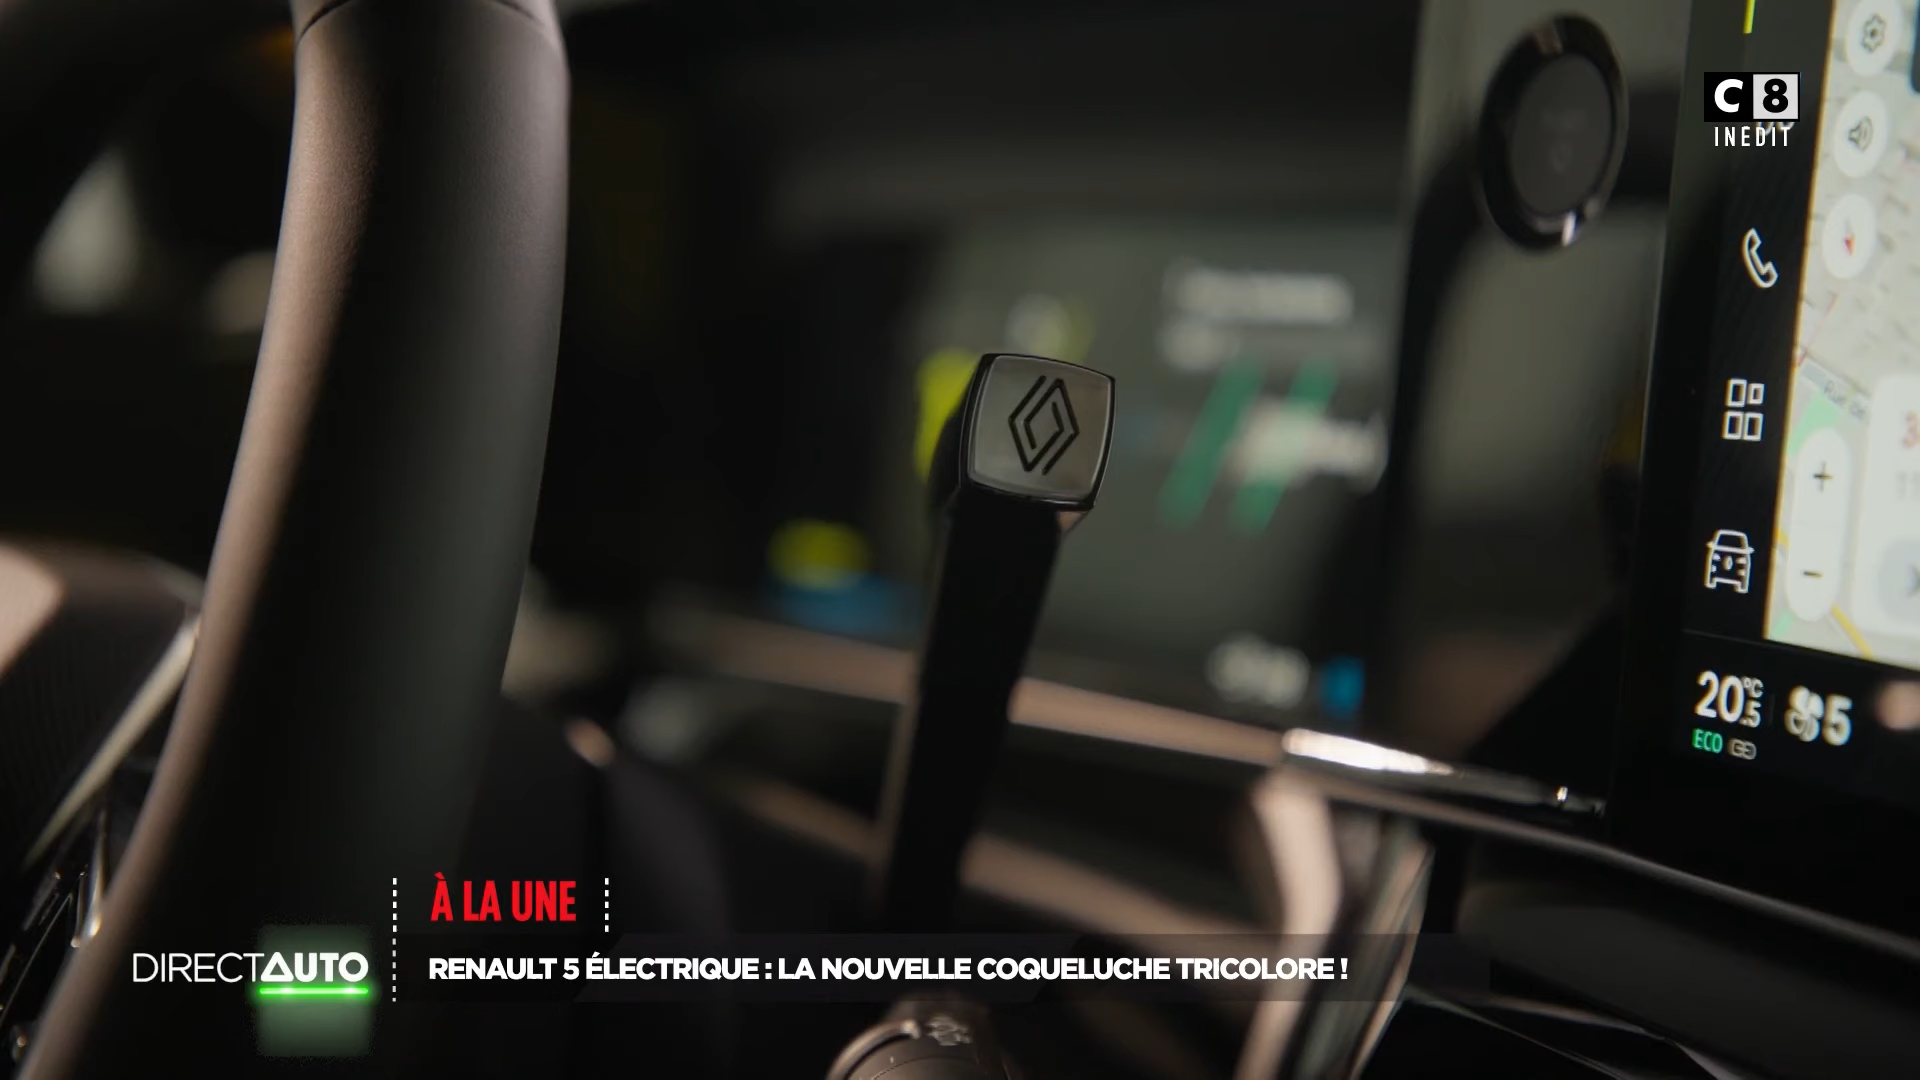 C8
INEDIT
20.5 °C
5
ECO
À LA UNE
DIRECTAUTO
RENAULT 5 ÉLECTRIQUE : LA NOUVELLE COQUELUCHE TRICOLORE !